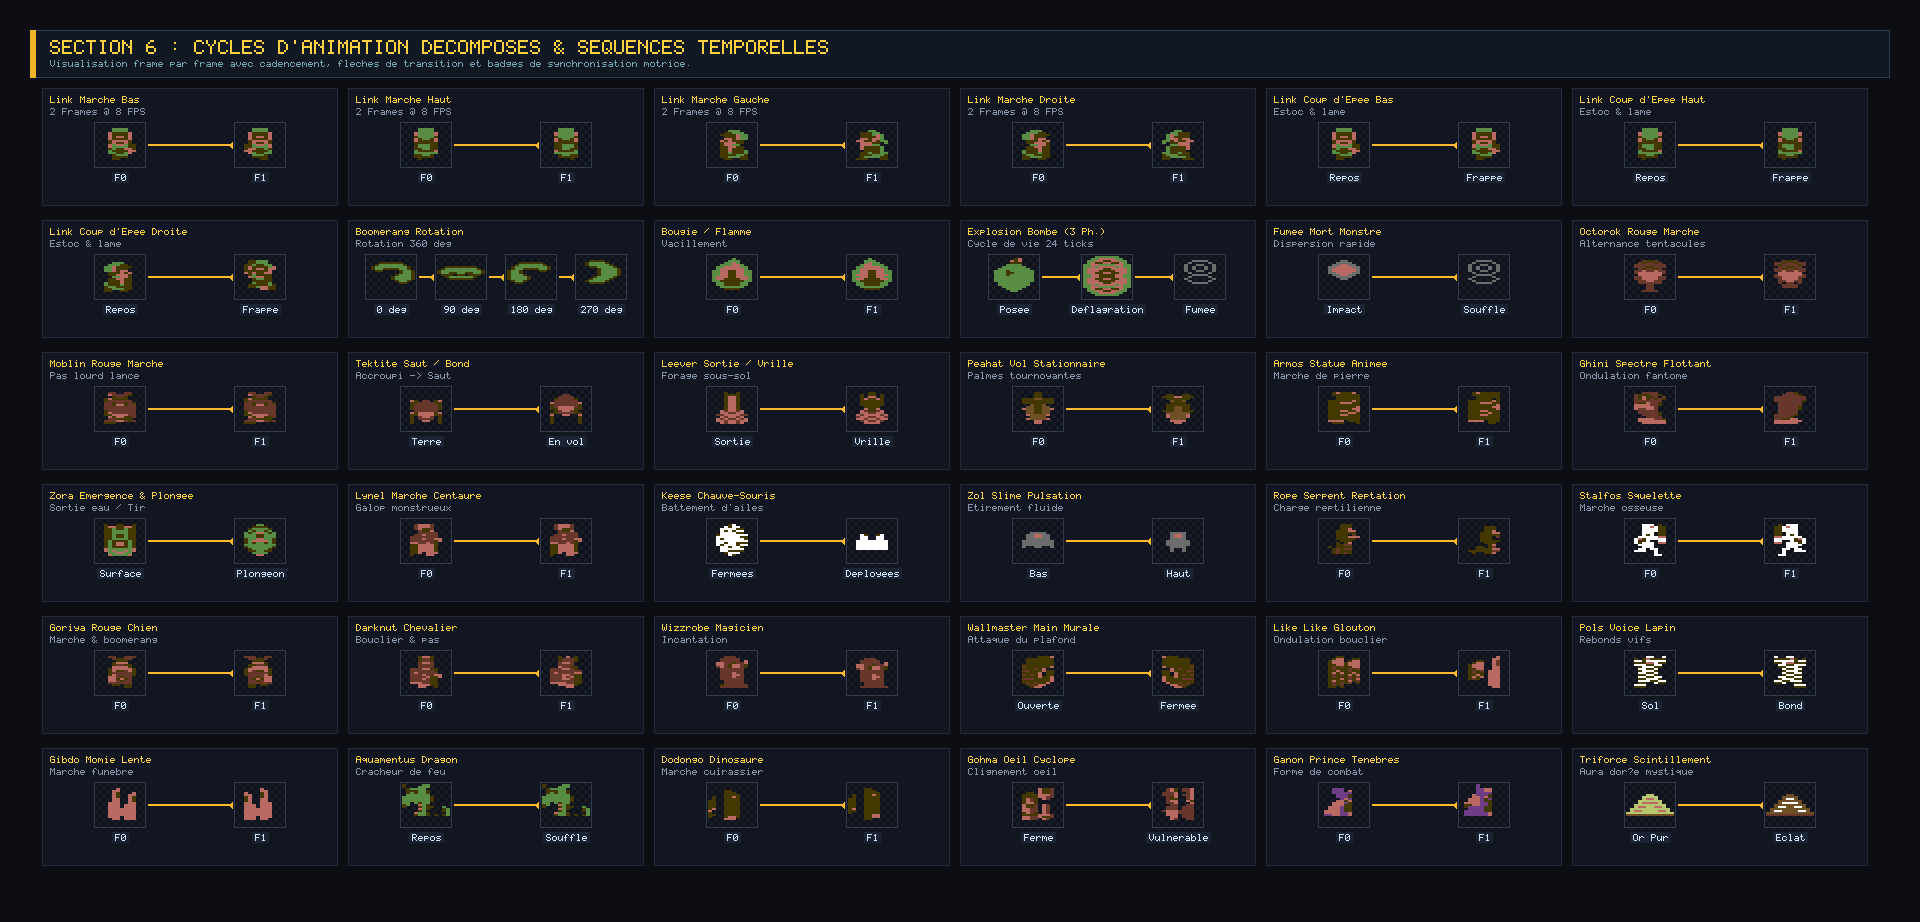 SECTION 6 : CYCLES D'ANIMATION DECOMPOSES & SEQUENCES TEMPORELLES
Visualisation frame par frame avec cadencement, fleches de transition et badges de synchronisation motrice.
Link Marche Bas
2 Frames @ 8 FPS
F0 F1
Link Marche Haut
2 Frames @ 8 FPS
F0 F1
Link Marche Gauche
2 Frames @ 8 FPS
F0 F1
Link Marche Droite
2 Frames @ 8 FPS
F0 F1
Link Coup d'Epee Bas
Estoc & lame
Repos Frappe
Link Coup d'Epee Haut
Estoc & lame
Repos Frappe
Link Coup d'Epee Droite
Estoc & lame
Repos Frappe
Boomerang Rotation
Rotation 360 deg
0 deg 90 deg 180 deg 270 deg
Bougie / Flamme
Vacillement
F0 F1
Explosion Bombe (3 Ph.)
Cycle de vie 24 ticks
Posee Deflagration Fumee
Fumee Mort Monstre
Dispersion rapide
Impact Souffle
Octorok Rouge Marche
Alternance tentacules
F0 F1
Moblin Rouge Marche
Pas lourd lance
F0 F1
Tektite Saut / Bond
Accroupi -> Saut
Terre En vol
Leever Sortie / Vrille
Forage sous-sol
Sortie Vrille
Peahat Vol Stationnaire
Palmes tournoyantes
F0 F1
Armos Statue Animee
Marche de pierre
F0 F1
Ghini Spectre Flottant
Ondulation fantome
F0 F1
Zora Emergence & Plongee
Sortie eau / Tir
Surface Plongeon
Lynel Marche Centaure
Galop monstrueux
F0 F1
Keese Chauve-Souris
Battement d'ailes
Fermees Deployees
Zol Slime Pulsation
Etirement fluide
Bas Haut
Rope Serpent Reptation
Charge reptilienne
F0 F1
Stalfos Squelette
Marche osseuse
F0 F1
Goriya Rouge Chien
Marche & boomerang
F0 F1
Darknut Chevalier
Bouclier & pas
F0 F1
Wizzrobe Magicien
Incantation
F0 F1
Wallmaster Main Murale
Attaque du plafond
Ouverte Fermee
Like Like Glouton
Ondulation bouclier
F0 F1
Pols Voice Lapin
Rebonds vifs
Sol Bond
Gibdo Momie Lente
Marche funebre
F0 F1
Aquamentus Dragon
Cracheur de feu
Repos Souffle
Dodongo Dinosaure
Marche cuirassier
F0 F1
Gohma Oeil Cyclope
Clignement oeil
Ferme Vulnerable
Ganon Prince Tenebres
Forme de combat
F0 F1
Triforce Scintillement
Aura dor?e mystique
Or Pur Eclat